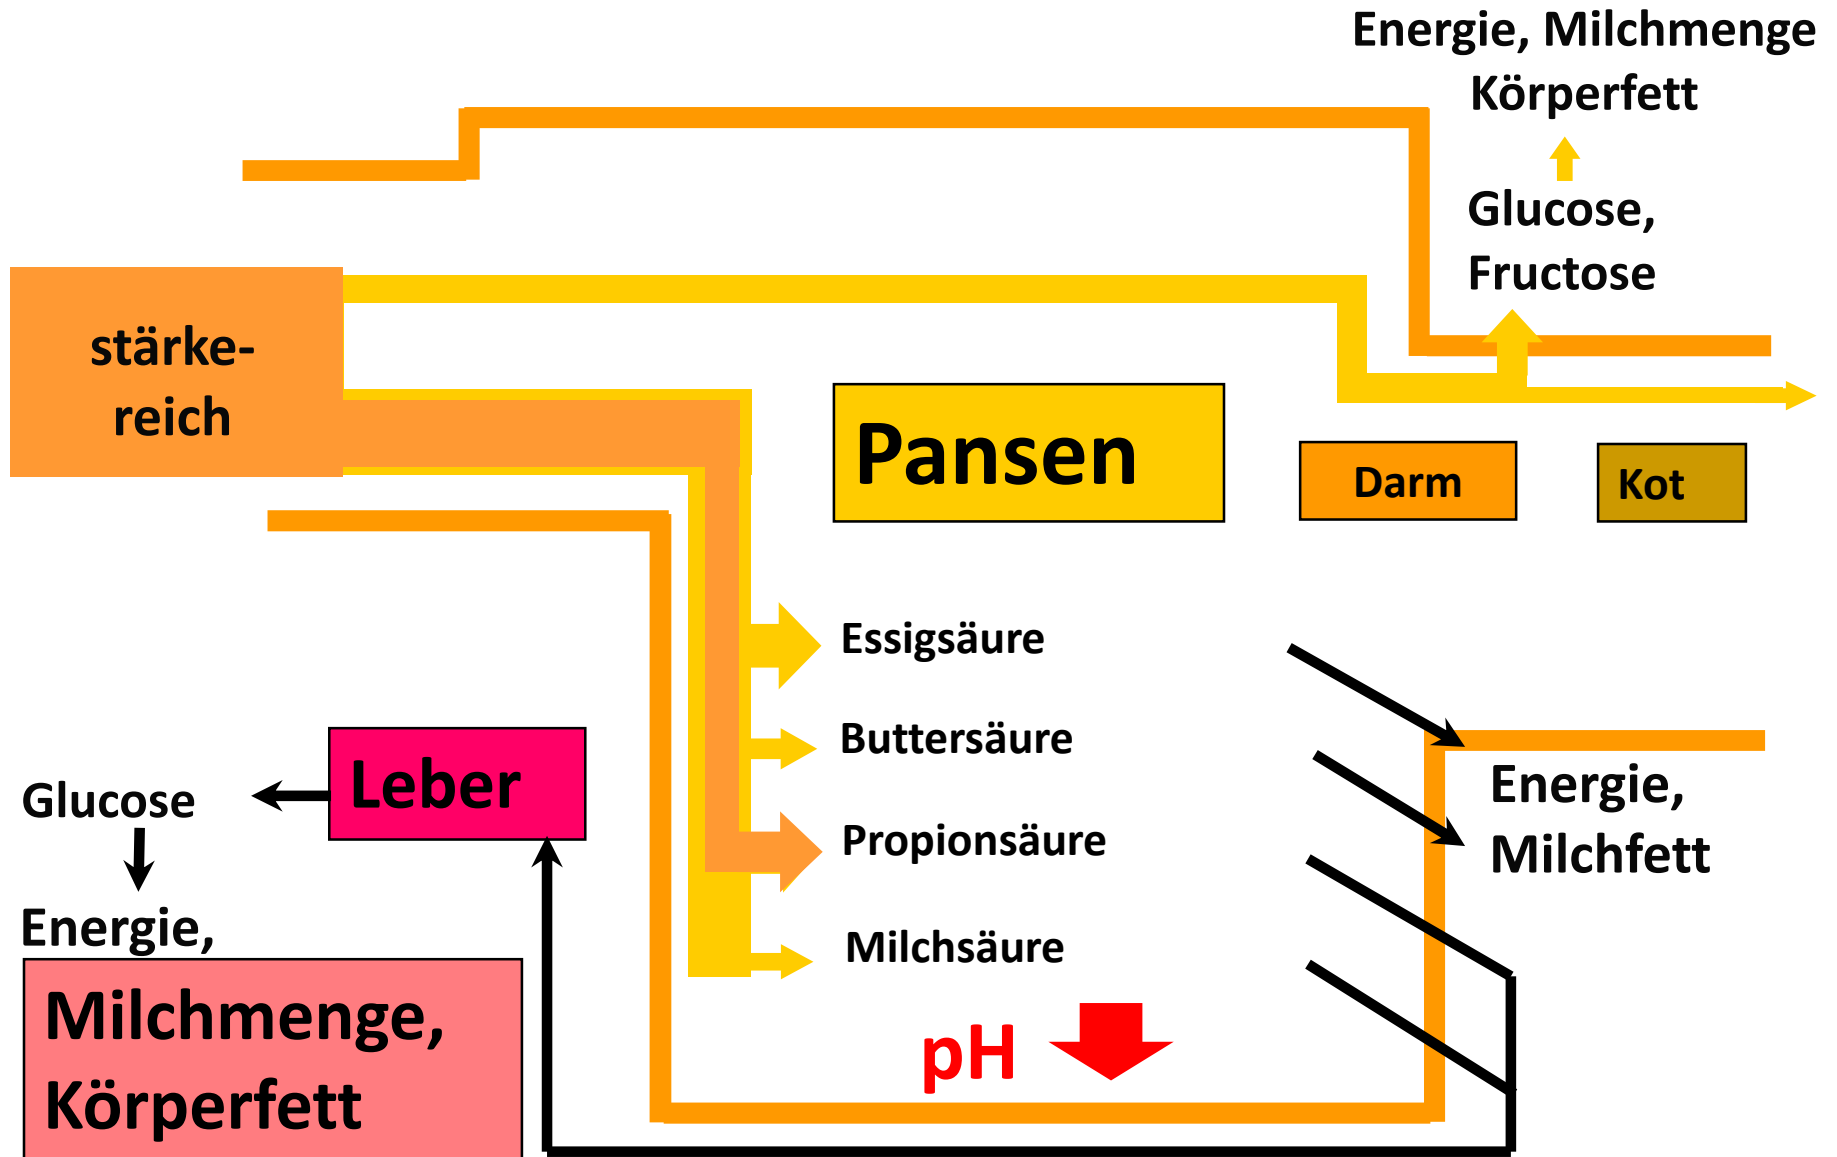 Energie, Milchmenge
Körperfett
Glucose,
Fructose
stärke-
reich
Pansen
Darm
Kot
Essigsäure
Buttersäure
Propionsäure
Milchsäure
pH
Energie,
Milchfett
Leber
Glucose
Energie,
Milchmenge,
Körperfett